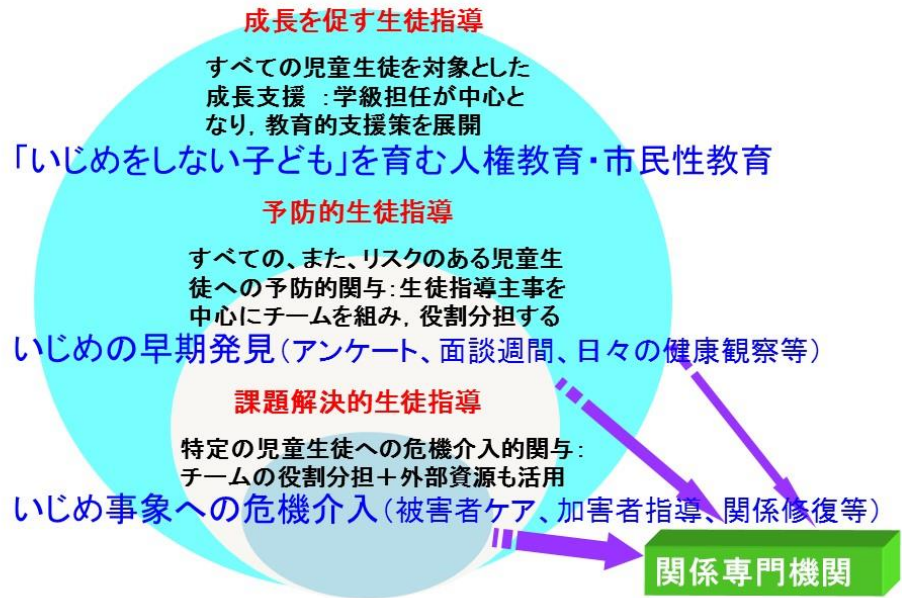 成長を促す生徒指導
すべての児童生徒を対象とした
成長支援 ：学級担任が中心と
なり，教育的支援策を展開
「いじめをしない子ども」を育む人権教育・市民性教育
予防的生徒指導
すべての、また、リスクのある児童生
徒への予防的関与：生徒指導主事を
中心にチームを組み，役割分担する
いじめの早期発見（アンケート、面談週間、日々の健康観察等）
課題解決的生徒指導
特定の児童生徒への危機介入的関与：
チームの役割分担＋外部資源も活用
いじめ事象への危機介入（被害者ケア、加害者指導、関係修復等）
関係専門機関